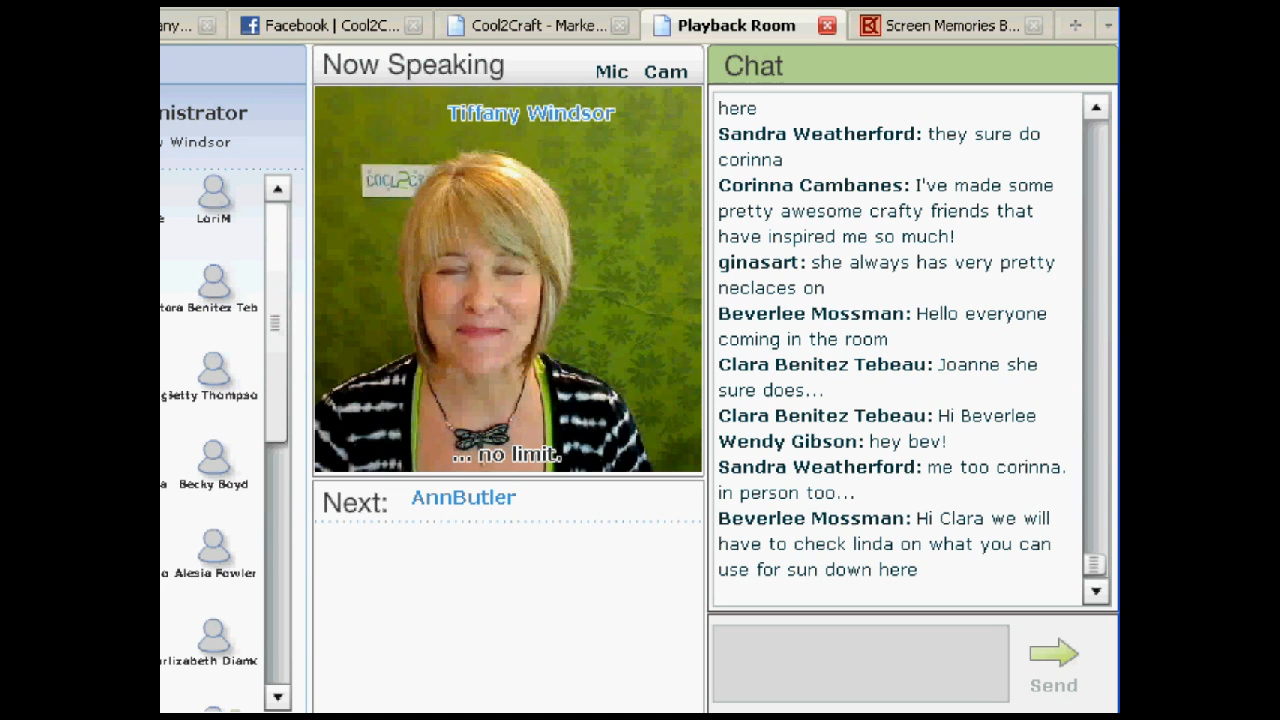 any...
Facebook | Cool2C...
Cool2Craft - Marke...
Playback Room
Screen Memories B...
Now Speaking
Mic Cam
Chat
nistrator
Windsor
LoriM
Becky Boyd
Alesia Fowler
Tiffany Windsor
... no limit.
Next: AnnButler
here
Sandra Weatherford: they sure do
corinna
Corinna Cambanes: I've made some
pretty awesome crafty friends that
have inspired me so much!
ginasart: she always has very pretty
neclaces on
Beverlee Mossman: Hello everyone
coming in the room
Clara Benitez Tebeau: Joanne she
sure does...
Clara Benitez Tebeau: Hi Beverlee
Wendy Gibson: hey bev!
Sandra Weatherford: me too corinna.
in person too...
Beverlee Mossman: Hi Clara we will
have to check linda on what you can
use for sun down here
Send